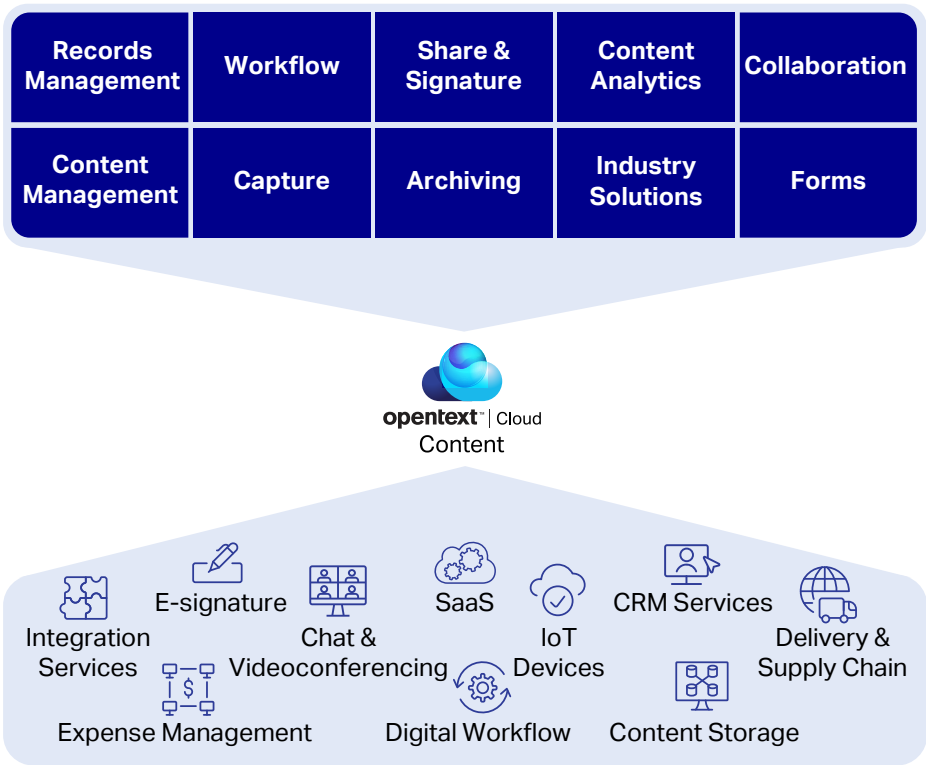 Records
Management
Workflow
Share &
Signature
Content
Analytics
Collaboration
Content
Management
Capture
Archiving
Industry
Solutions
Forms
opentext™ | Cloud
Content
Integration
Services
E-signature
Chat &
Videoconferencing
SaaS
IoT
Devices
CRM Services
Delivery &
Supply Chain
$
Expense Management
Digital Workflow
Content Storage